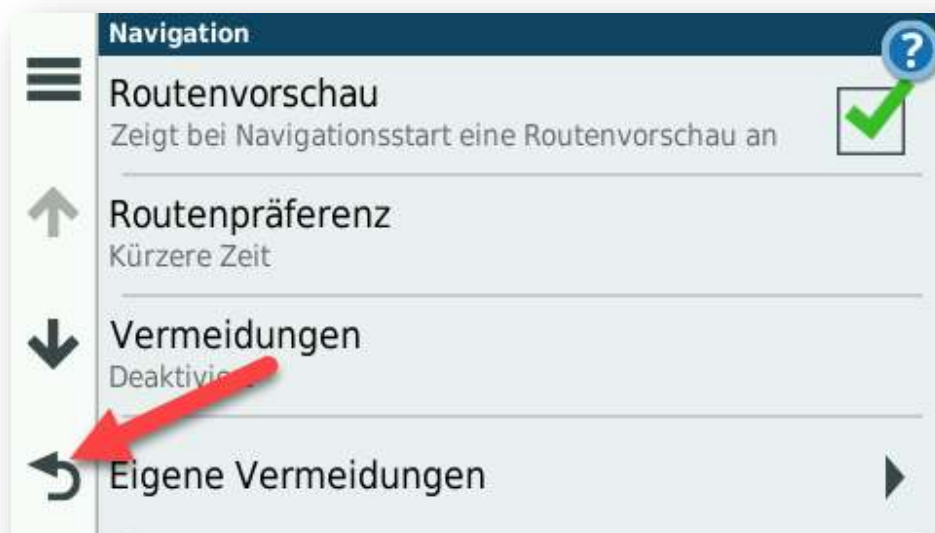 Navigation
?
Routenvorschau
Zeigt bei Navigationsstart eine Routenvorschau an
Routenpräferenz
Kürzere Zeit
Vermeidungen
Eigene Vermeidungen